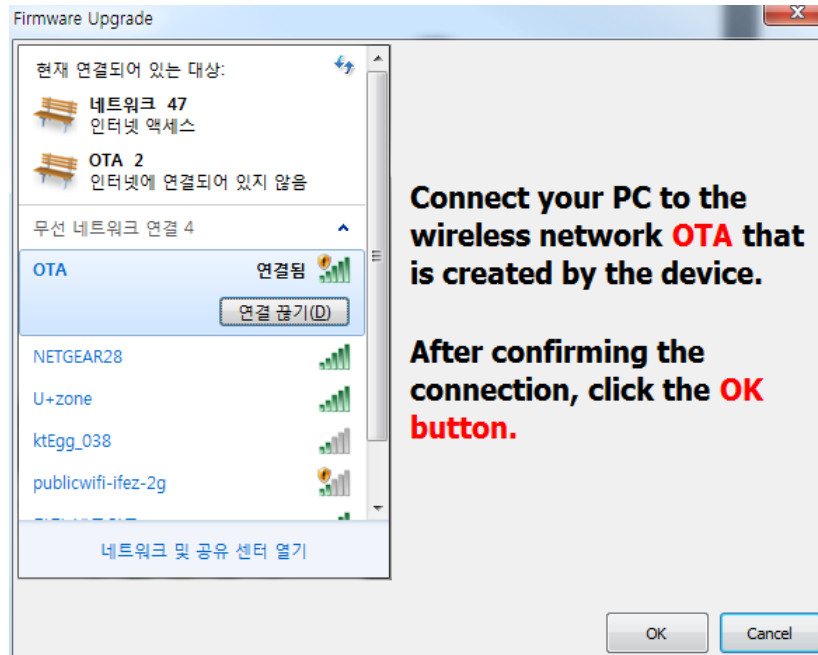 Firmware Upgrade
현재 연결되어 있는 대상:
네트워크 47
인터넷 액세스
OTA 2
인터넷에 연결되어 있지 않음
무선 네트워크 연결 4
OTA 연결됨
연결 끊기(D)
NETGEAR28
U+zone
ktEgg_038
publicwifi-ifez-2g
네트워크 및 공유 센터 열기
Connect your PC to the
wireless network OTA that
is created by the device.
After confirming the
connection, click the OK
button.
OK Cancel